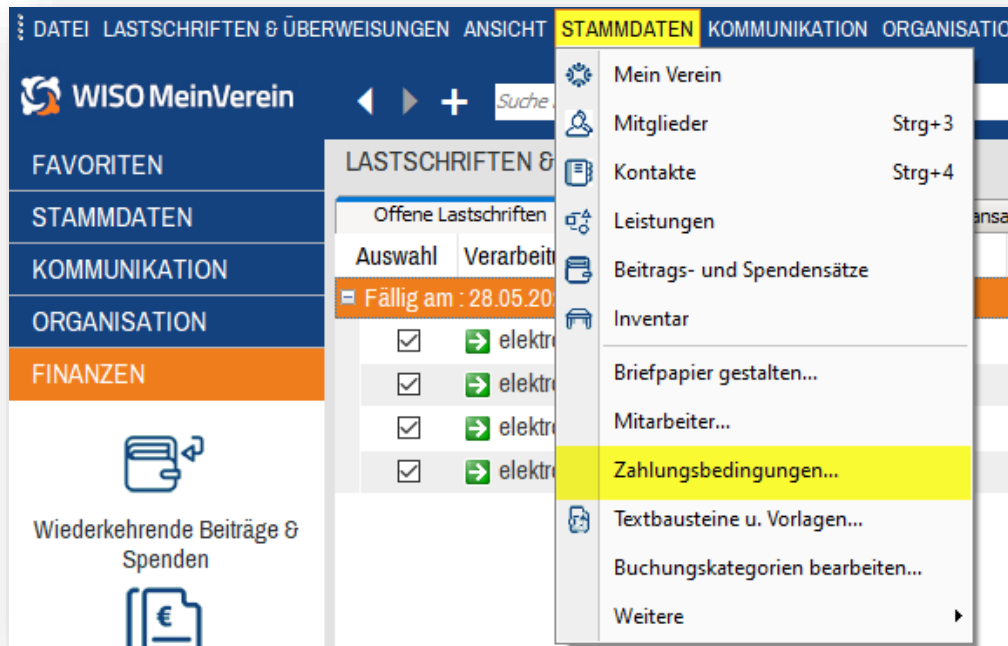 DATEI LASTSCHRIFTEN & ÜBERWEISUNGEN ANSICHT STAMMDATEN KOMMUNIKATION
WISO MeinVerein
Suche
FAVORITEN
STAMMDATEN
KOMMUNIKATION
ORGANISATION
FINANZEN
Wiederkehrende Beiträge &
Spenden
€
LASTSCHRIFTEN &
Offene Lastschriften
Auswahl
Fällig am : 28.05.20
Mein Verein
Mitglieder Strg+3
Kontakte Strg+4
Leistungen
Beitrags- und Spendensätze
Inventar
Briefpapier gestalten...
Mitarbeiter...
Zahlungsbedingungen...
Textbausteine u. Vorlagen...
Buchungskategorien bearbeiten...
Weitere